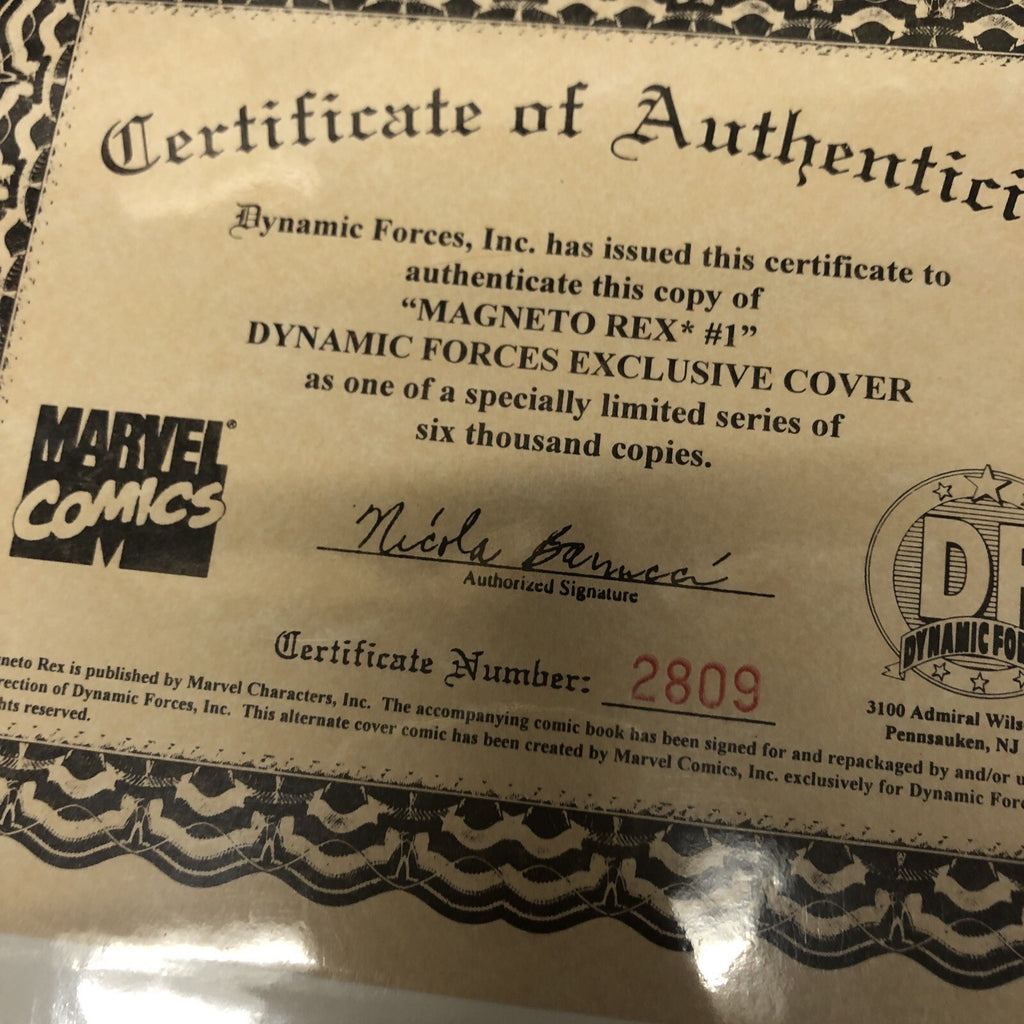 Certificate of Authentici
Dynamic Forces, Inc. has issued this certificate to
authenticate this copy of
“MAGNETO REX* #1”
DYNAMIC FORCES EXCLUSIVE COVER
as one of a specially limited series of
six thousand copies.
MARVEL®
COMICS
Nicola Barrucci
Authorized Signature
DF
DYNAMIC FO
Certificate Number: 2809
3100 Admiral Wils
Pennsauken, NJ
neto Rex is published by Marvel Characters, Inc. The accompanying comic book has been signed for and repackaged by and/or u
rection of Dynamic Forces, Inc. This alternate cover comic has been created by Marvel Comics, Inc. exclusively for Dynamic Forc
hts reserved.